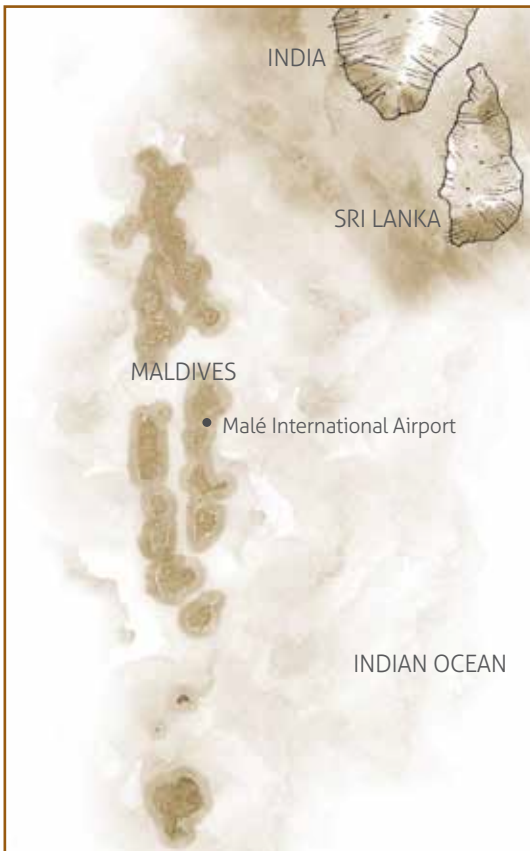 INDIA
SRI LANKA
MALDIVES
Malé International Airport
INDIAN OCEAN